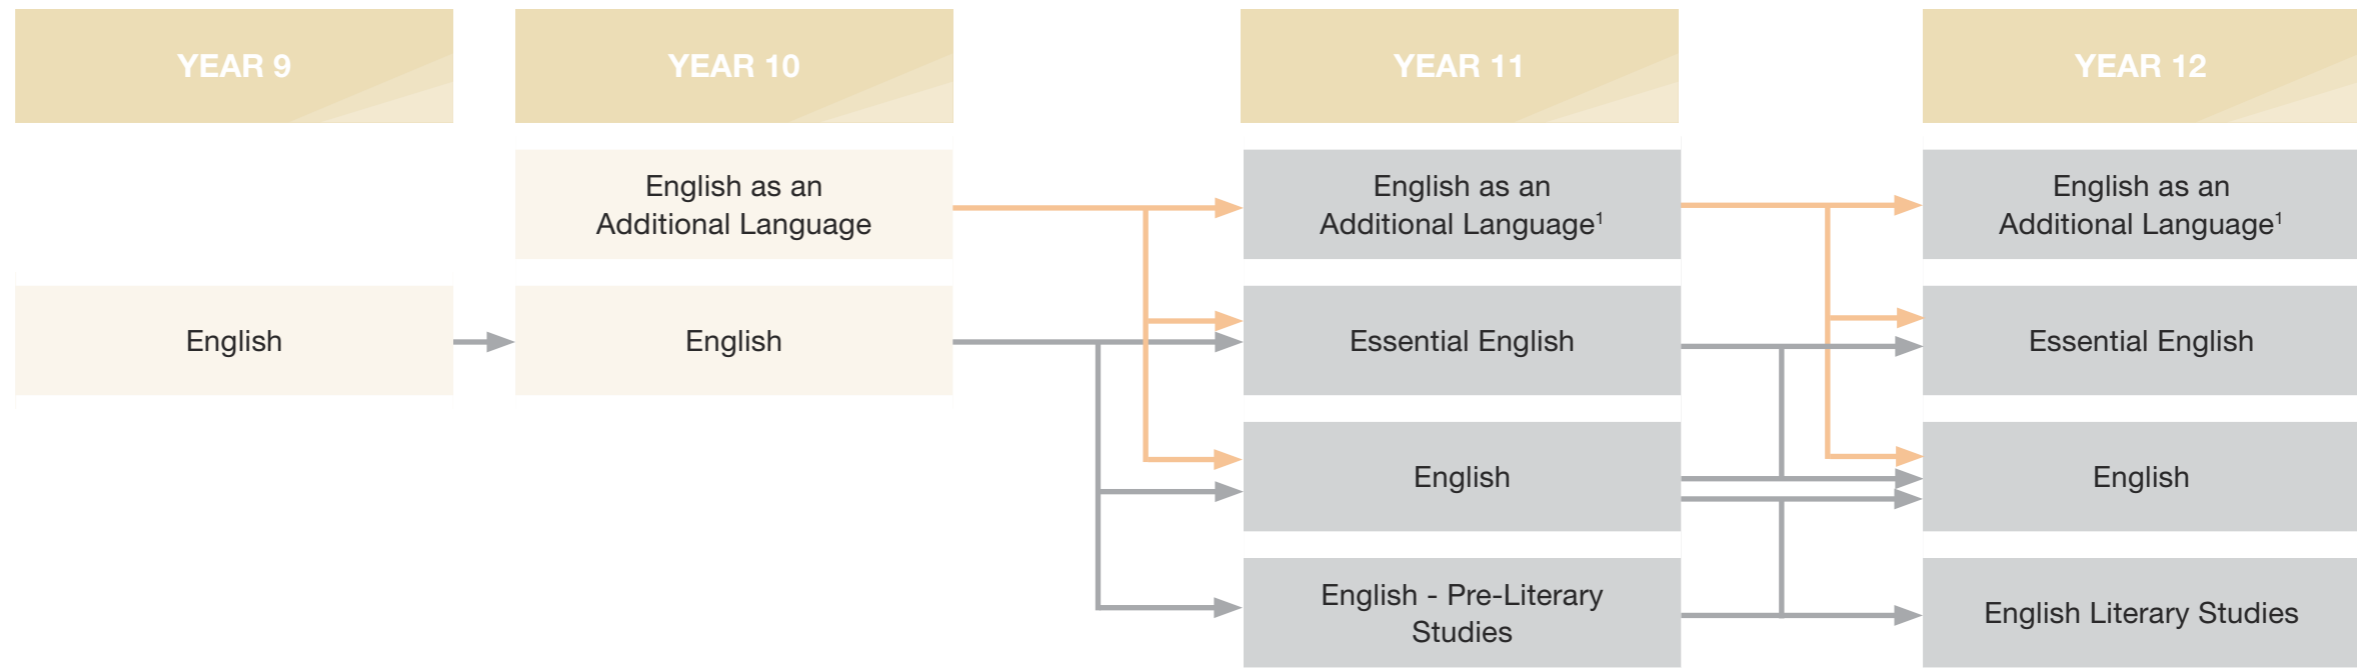 YEAR 9
YEAR 10
YEAR 11
YEAR 12
English as an
Additional Language
English as an
Additional Language¹
English as an
Additional Language¹
English
English
Essential English
Essential English
English
English
English - Pre-Literary
Studies
English Literary Studies